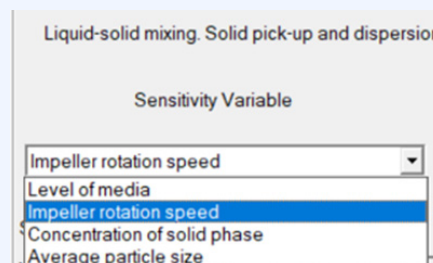 Liquid-solid mixing. Solid pick-up and dispersion
Sensitivity Variable
Impeller rotation speed
Level of media
Impeller rotation speed
Concentration of solid phase
Average particle size